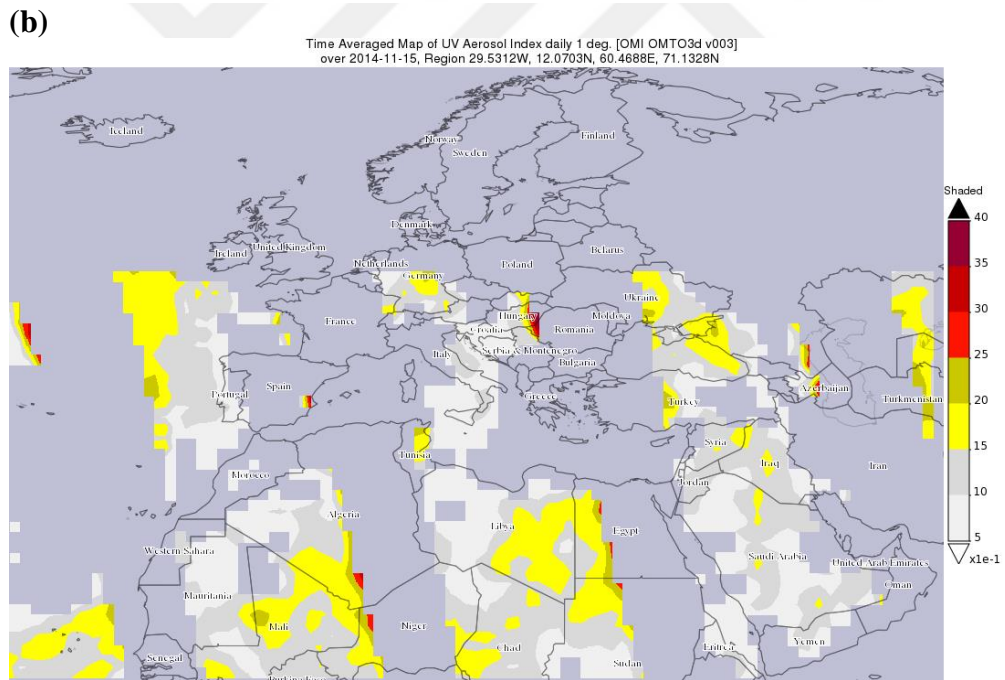 (b)
Time Averaged Map of UV Aerosol Index daily 1 deg. [OMI OMTO3d v003]
over 2014-11-15, Region 29.5312W, 12.0703N, 60.4688E, 71.1328N
Iceland
Finland
Norway
Sweden
Shaded
40
Denmark
Ireland
United Kingdom
Belarus
Netherlands
Poland
35
Germany
Ukraine
30
Hungary
Moldova
France
Croatia
Romania
Serbia & Montenegro
Italy
Bulgaria
25
Spain
Azerbaijan
Portugal
Greece
Turkey
Turkmenistan
20
Syria
Tunisia
Iraq
Iran
15
Morocco
Jordan
Algeria
Libya
Egypt
10
Western Sahara
Saudi Arabia
United Arab Emirates
5
x1e-1
Oman
Mauritania
Mali
Niger
Chad
Yemen
Senegal
Sudan
Eritrea